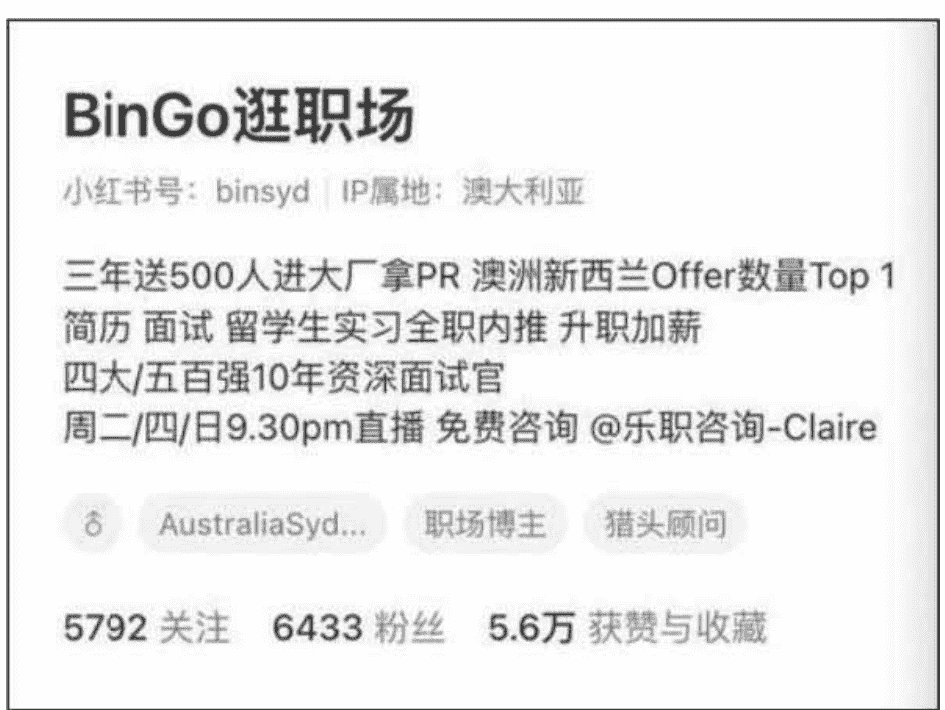 BinGo逛职场
小红书号：binsyd IP属地：澳大利亚
三年送500人进大厂拿PR 澳洲新西兰Offer数量Top 1
简历 面试 留学生实习全职内推 升职加薪
四大/五百强10年资深面试官
周二/四/日9.30pm直播 免费咨询 @乐职咨询-Claire
AustraliaSyd... 职场博主 猎头顾问
5792 关注 6433 粉丝 5.6万 获赞与收藏